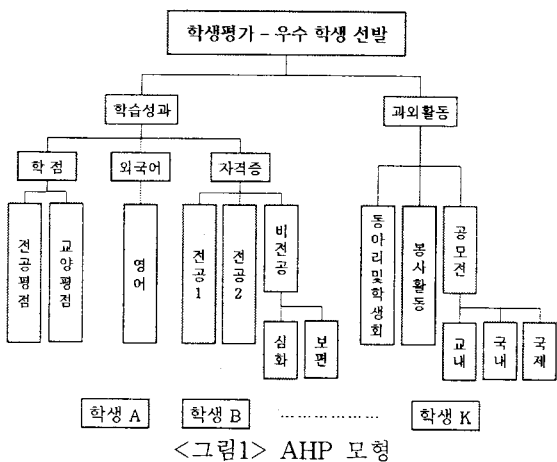 학생평가 - 우수 학생 선발
학습성과
과외활동
학점
외국어
자격증
전공평점
교양평점
영어
전공1
전공2
비전공
동아리및학생회
봉사활동
공모전
심화
보편
교내
국내
국제
학생 A
학생 B
....................
학생 K
<그림1> AHP 모형